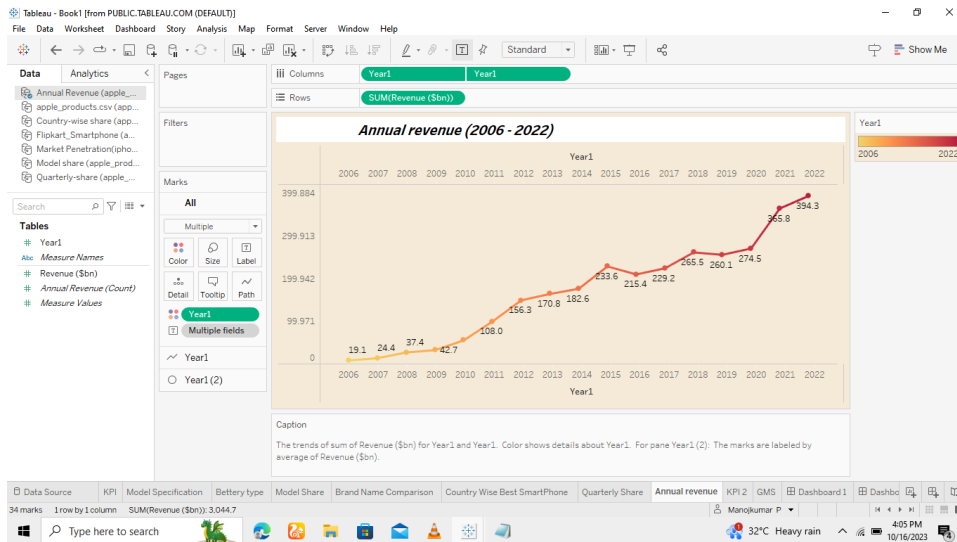 Tableau - Book1 [from PUBLIC.TABLEAU.COM (DEFAULT)]
File Data Worksheet Dashboard Story Analysis Map Format Server Window Help
Standard
Show Me
Data Analytics
Annual Revenue (apple_...
apple_products.csv (app...
Country-wise share (app...
Flipkart_Smartphone (a...
Market Penetration(ipho...
Model share (apple_prod...
Quarterly-share (apple_...
Search
Tables
# Year1
Abc Measure Names
# Revenue ($bn)
# Annual Revenue (Count)
# Measure Values
Pages
Filters
Marks
All
Multiple
Color Size Label
Detail Tooltip Path
Year1
Multiple fields
Year1
Year1 (2)
Columns Year1 Year1
Rows SUM(Revenue ($bn))
Annual revenue (2006 - 2022)
Year1
2006 2007 2008 2009 2010 2011 2012 2013 2014 2015 2016 2017 2018 2019 2020 2021 2022
399.884
299.913
199.942
99.971
0
19.1 24.4 37.4 42.7 108.0 156.3 170.8 182.6 233.6 215.4 229.2 265.5 260.1 274.5 365.8 394.3
2006 2007 2008 2009 2010 2011 2012 2013 2014 2015 2016 2017 2018 2019 2020 2021 2022
Year1
Year1
2006 2022
Caption
The trends of sum of Revenue ($bn) for Year1 and Year1. Color shows details about Year1. For pane Year1 (2): The marks are labeled by
average of Revenue ($bn).
Data Source KPI Model Specification Bettery type Model Share Brand Name Comparison Country Wise Best SmartPhone Quarterly Share Annual revenue KPI 2 GMS Dashboard 1 Dashbo
34 marks 1 row by 1 column SUM(Revenue ($bn)): 3,044.7
Manojkumar P
Type here to search
32°C Heavy rain
4:05 PM
10/16/2023
4